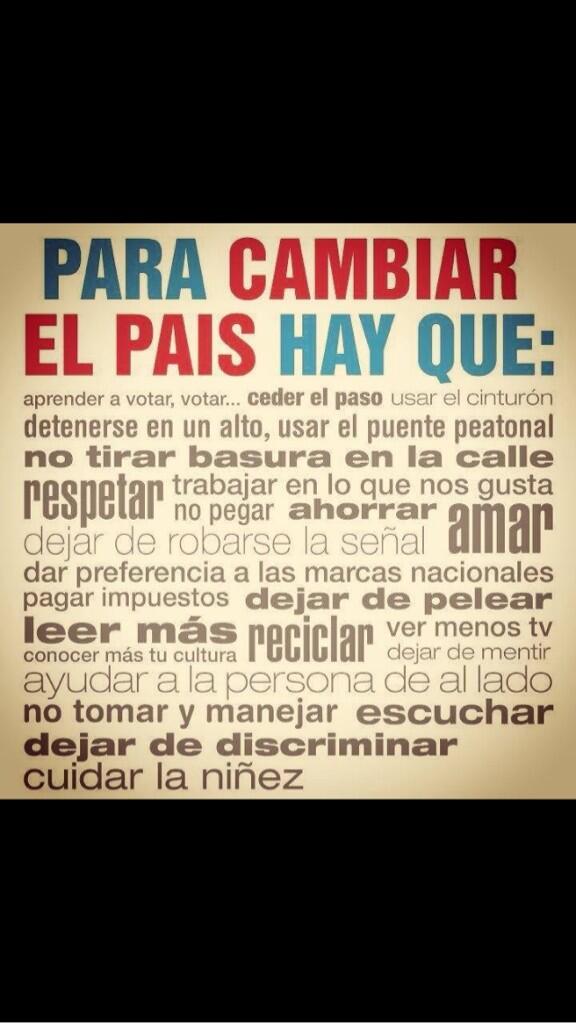 PARA CAMBIAR
EL PAIS HAY QUE:
aprender a votar, votar... ceder el paso usar el cinturón
detenerse en un alto, usar el puente peatonal
no tirar basura en la calle
respetar trabajar en lo que nos gusta
no pegar ahorrar amar
dejar de robarse la señal
dar preferencia a las marcas nacionales
pagar impuestos dejar de pelear
leer más reciclar ver menos tv
conocer más tu cultura dejar de mentir
ayudar a la persona de al lado
no tomar y manejar escuchar
dejar de discriminar
cuidar la niñez